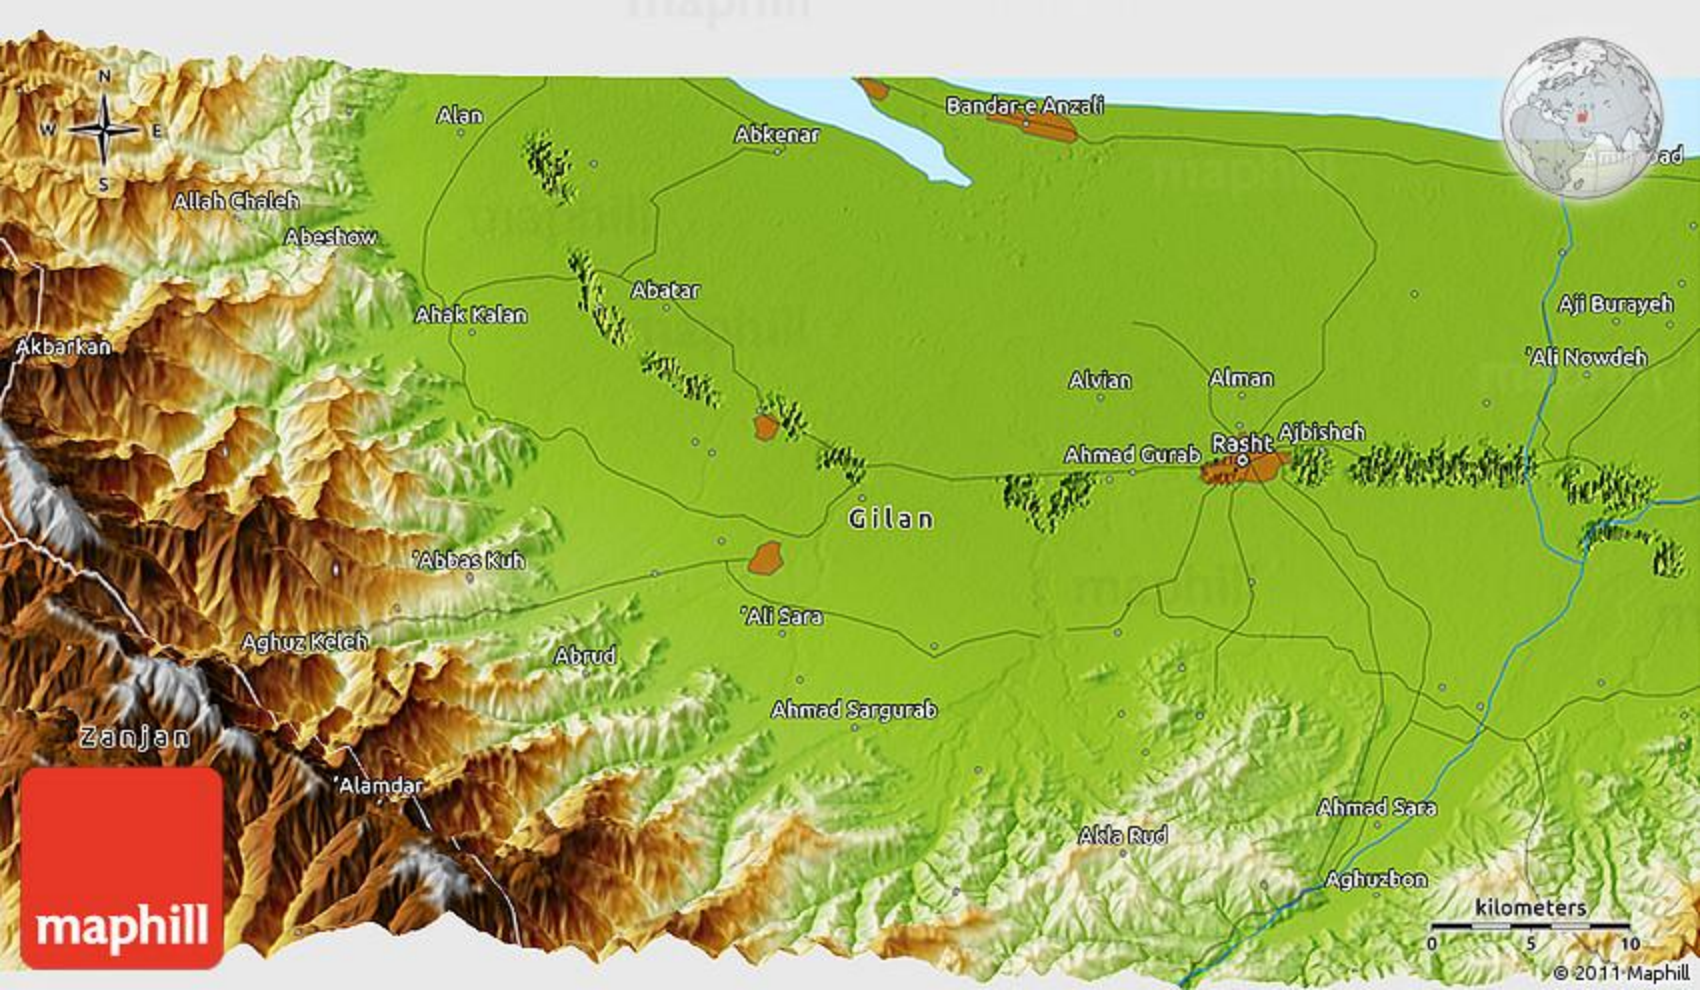 N
W E
S
Alan
Bandar-e Anzali
Abkenar
Allah Chaleh
Abeshow
Abatar
Ahak Kalan
Aji Burayeh
Akbarkan
'Ali Nowdeh
Alvian
Alman
Ajbisheh
Rasht
Ahmad Gurab
Gilan
'Abbas Kuh
'Ali Sara
Aghuz Keleh
Abrud
Ahmad Sargurab
Zanjan
'Alamdar
Ahmad Sara
Akla Rud
Aghuzbon
maphill
kilometers
0 5 10
© 2011 Maphill